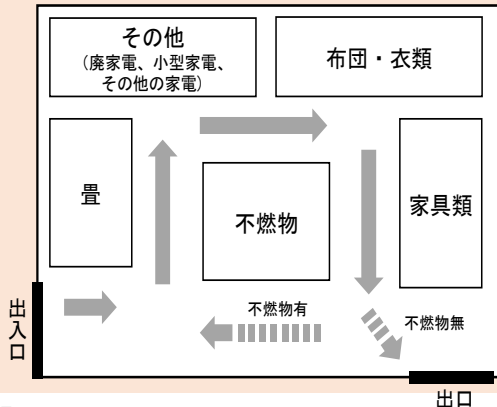 その他
（廃家電、小型家電、
その他の家電）
布団・衣類
畳
不燃物
家具類
不燃物有
不燃物無
出入口
出口